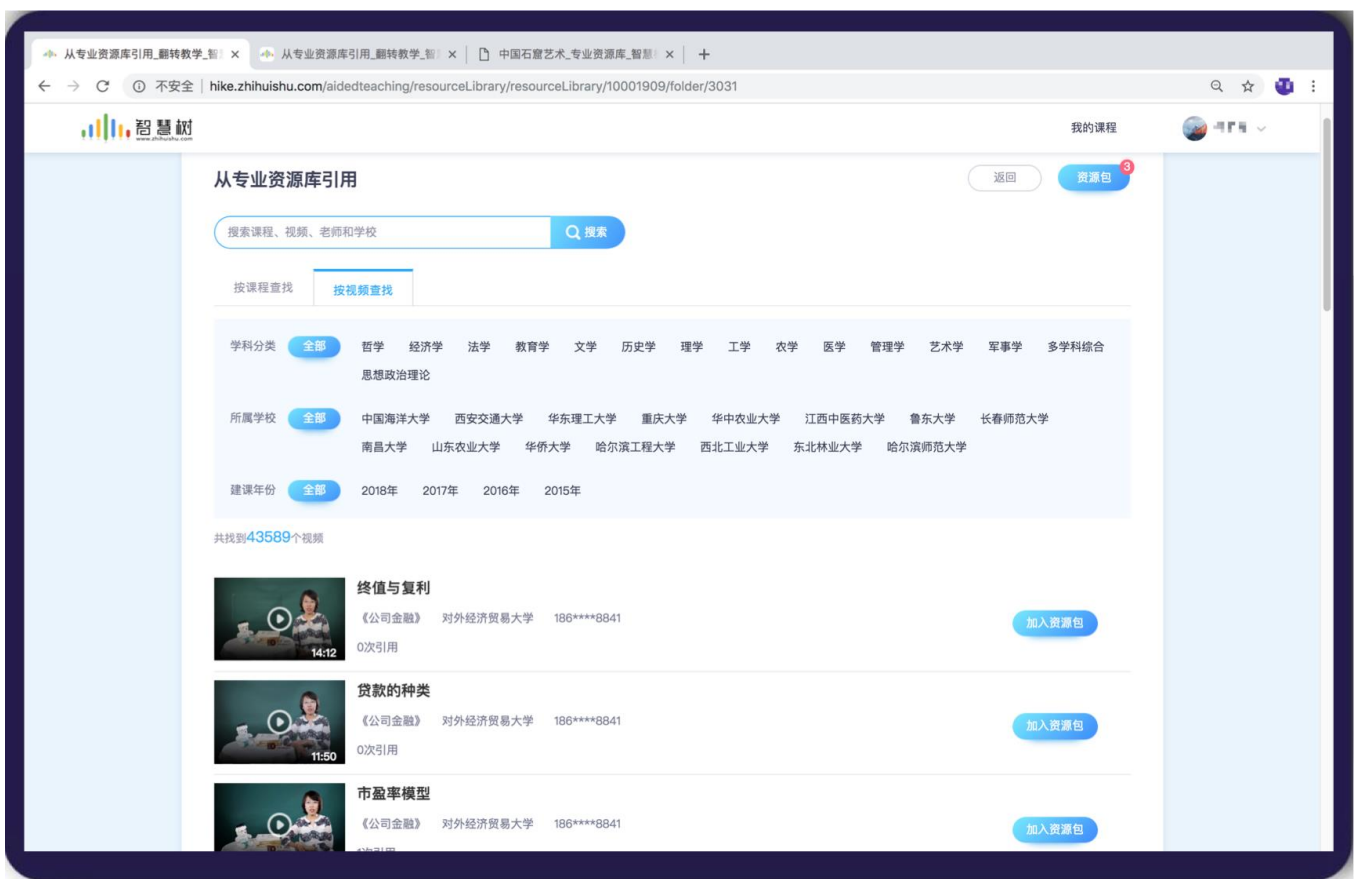 从专业资源库引用_翻转教学_智 × 从专业资源库引用_翻转教学_智 × 中国石窟艺术_专业资源库_智慧 × +
不安全 | hike.zhihuishu.com/aidedteaching/resourceLibrary/resourceLibrary/10001909/folder/3031
智慧树 我的课程
www.zhihuishu.com
从专业资源库引用 返回 资源包 3
搜索课程、视频、老师和学校 搜索
按课程查找 按视频查找
学科分类 全部 哲学 经济学 法学 教育学 文学 历史学 理学 工学 农学 医学 管理学 艺术学 军事学 多学科综合
思想政治理论
所属学校 全部 中国海洋大学 西安交通大学 华东理工大学 重庆大学 华中农业大学 江西中医药大学 鲁东大学 长春师范大学
南昌大学 山东农业大学 华侨大学 哈尔滨工程大学 西北工业大学 东北林业大学 哈尔滨师范大学
建课年份 全部 2018年 2017年 2016年 2015年
共找到43589个视频
终值与复利
《公司金融》 对外经济贸易大学 186****8841 加入资源包
14:12 0次引用
贷款的种类
《公司金融》 对外经济贸易大学 186****8841 加入资源包
11:50 0次引用
市盈率模型
《公司金融》 对外经济贸易大学 186****8841 加入资源包